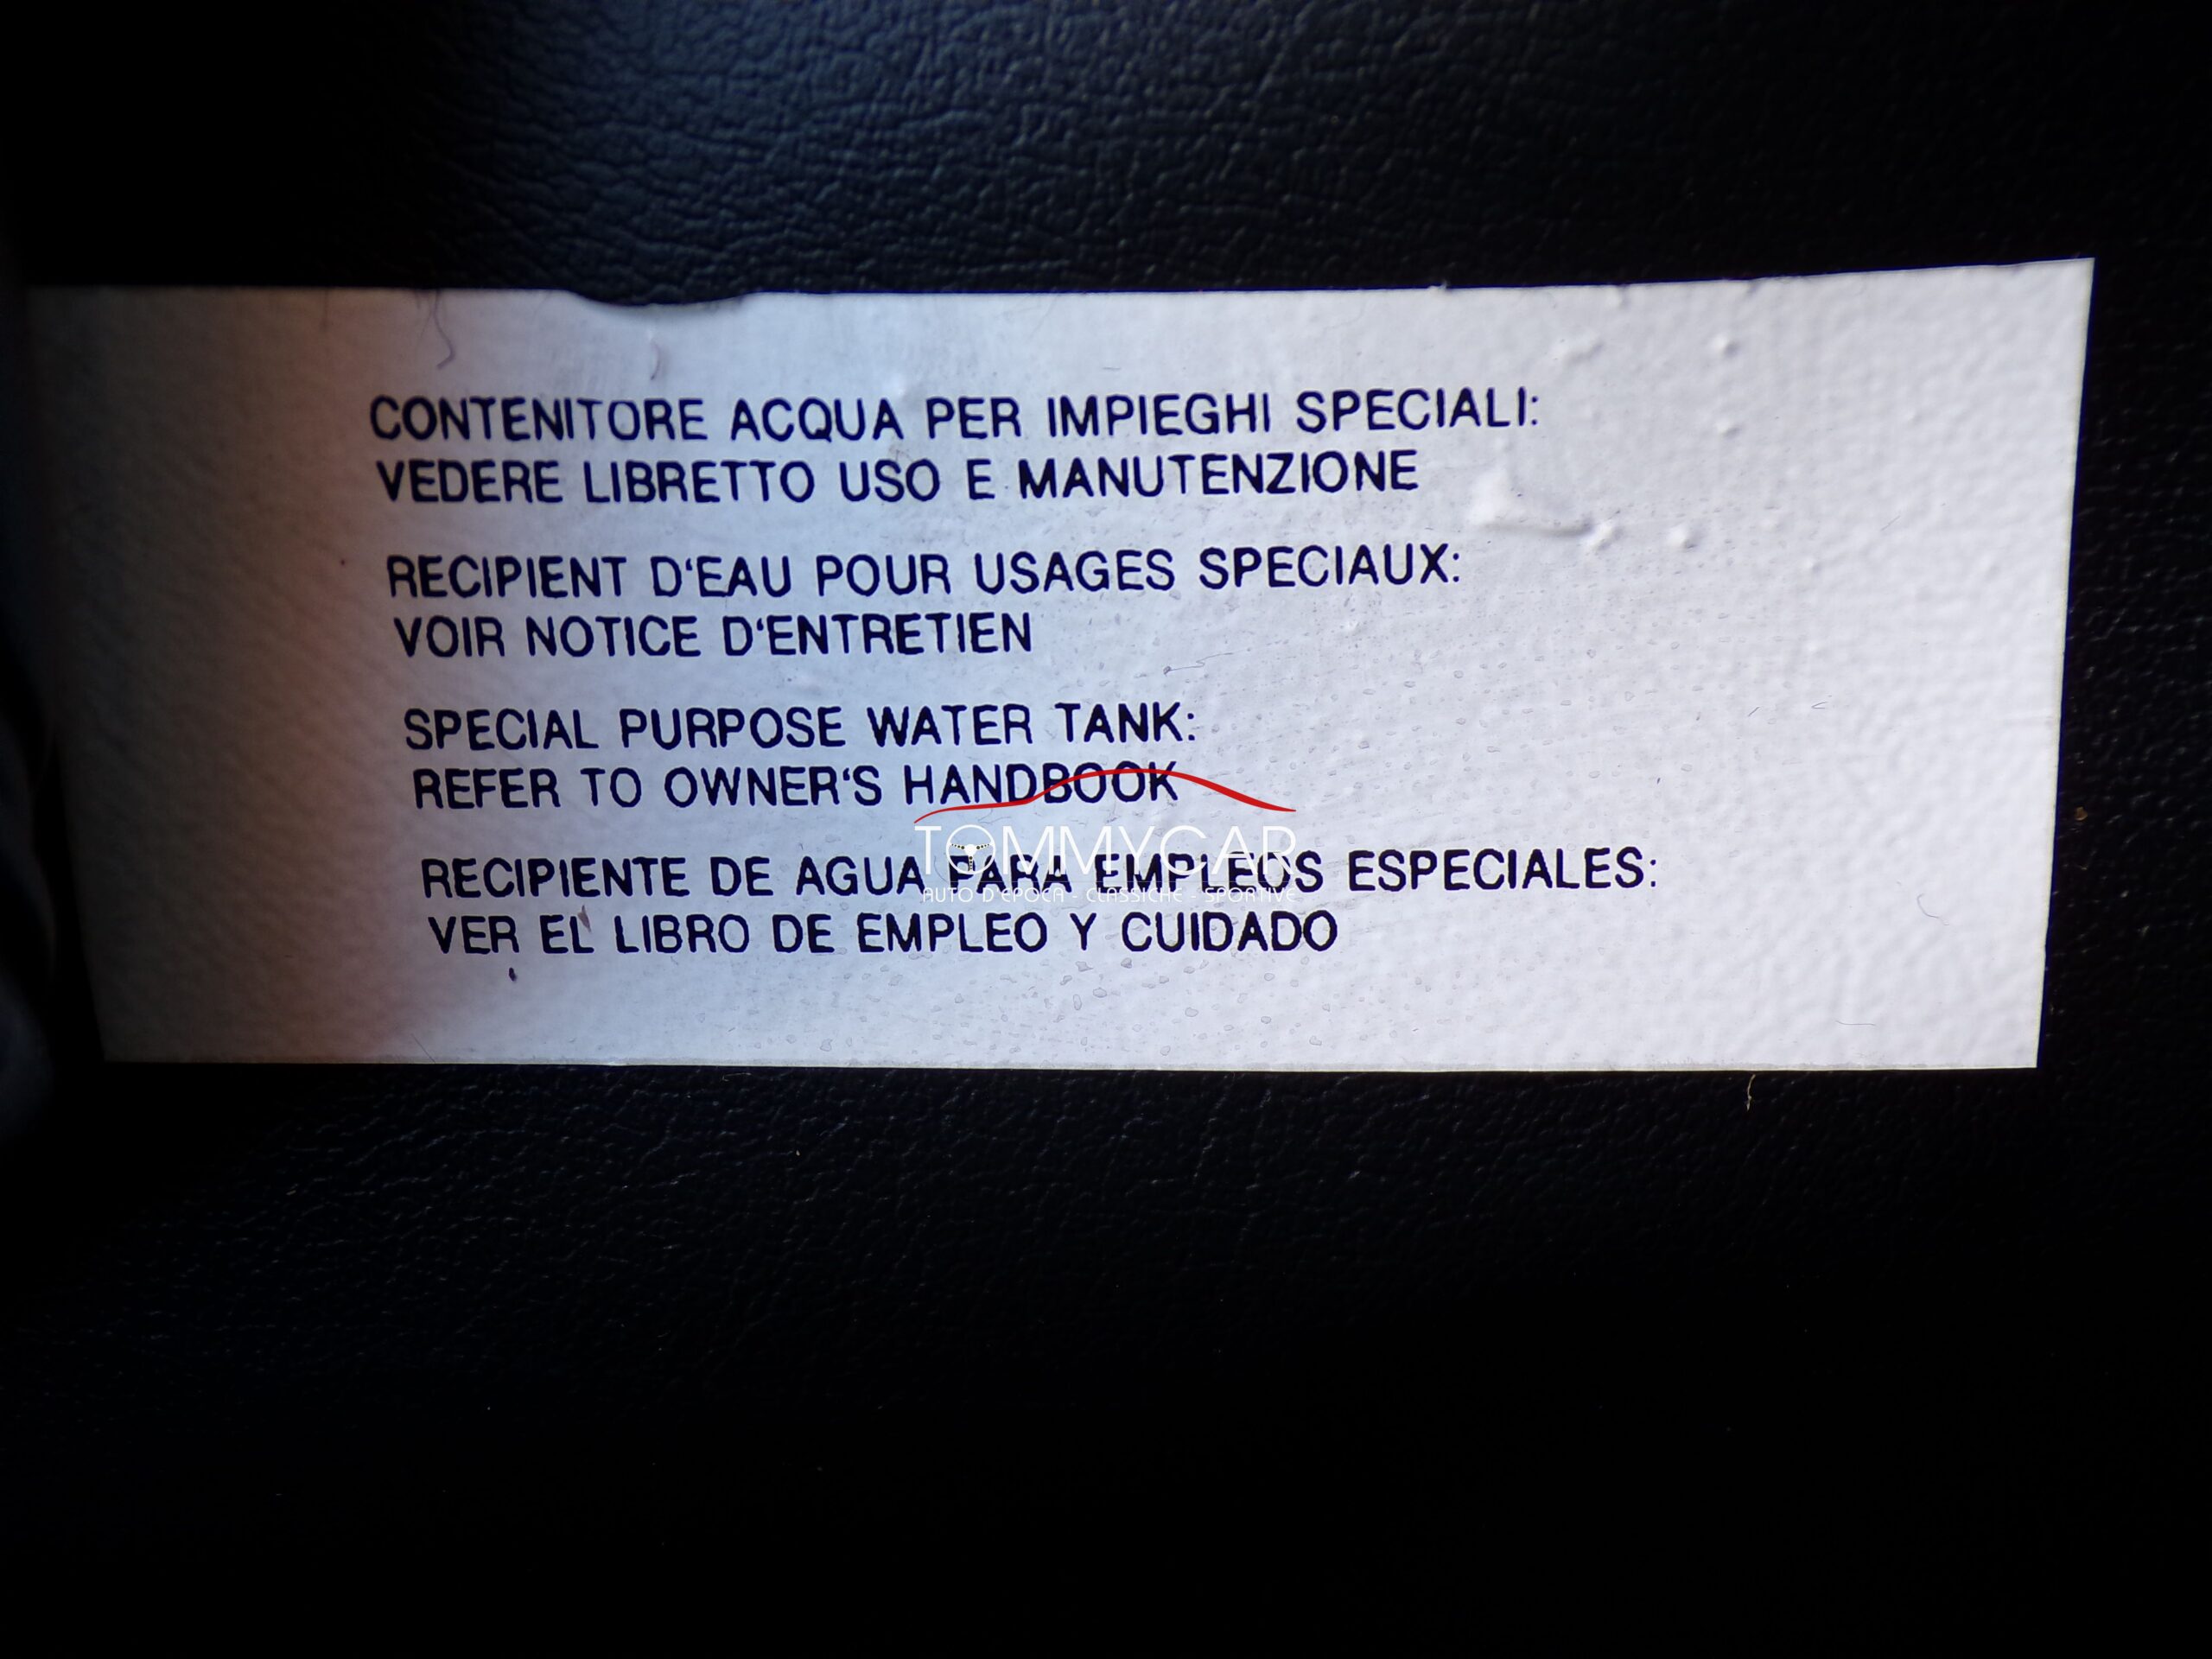 CONTENITORE ACQUA PER IMPIEGHI SPECIALI:
VEDERE LIBRETTO USO E MANUTENZIONE
RECIPIENT D'EAU POUR USAGES SPECIAUX:
VOIR NOTICE D'ENTRETIEN
SPECIAL PURPOSE WATER TANK:
REFER TO OWNER'S HANDBOOK
TOMMYCAR
RECIPIENTE DE AGUA PARA EMPLEOS ESPECIALES:
AUTO D'EPOCA - CLASSICHE - SPORTIVE
VER EL LIBRO DE EMPLEO Y CUIDADO